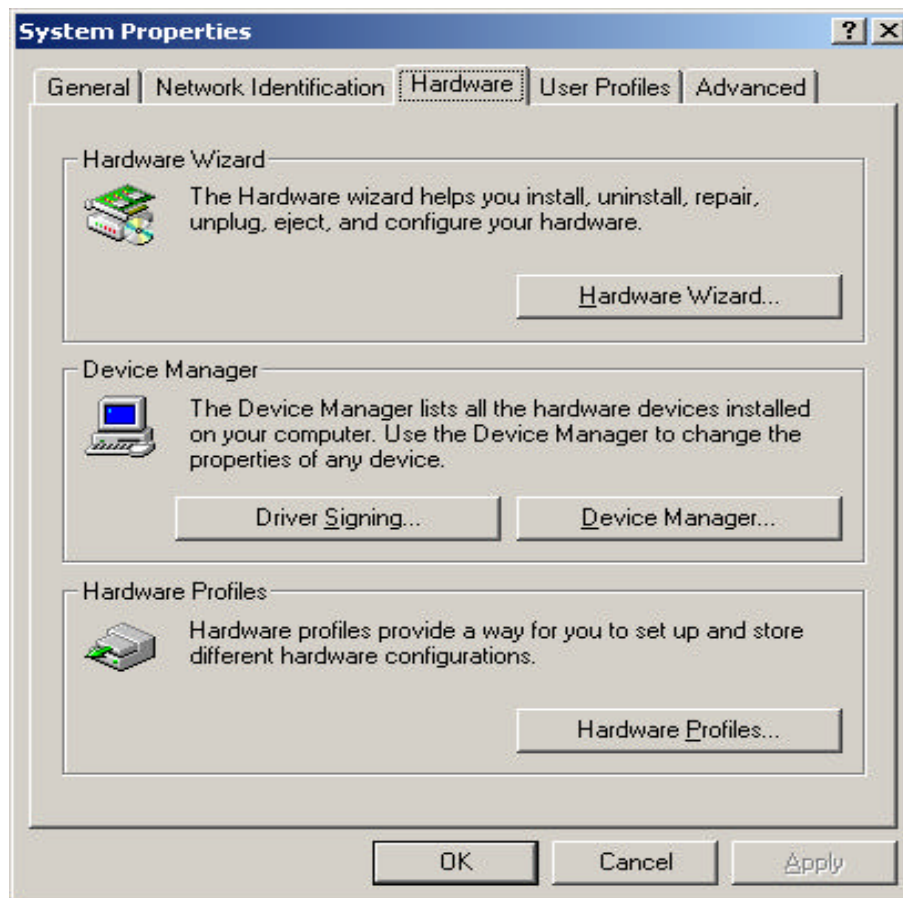 System Properties
General Network Identification Hardware User Profiles Advanced
Hardware Wizard
The Hardware wizard helps you install, uninstall, repair,
unplug, eject, and configure your hardware.
Hardware Wizard...
Device Manager
The Device Manager lists all the hardware devices installed
on your computer. Use the Device Manager to change the
properties of any device.
Driver Signing... Device Manager...
Hardware Profiles
Hardware profiles provide a way for you to set up and store
different hardware configurations.
Hardware Profiles...
OK Cancel Apply